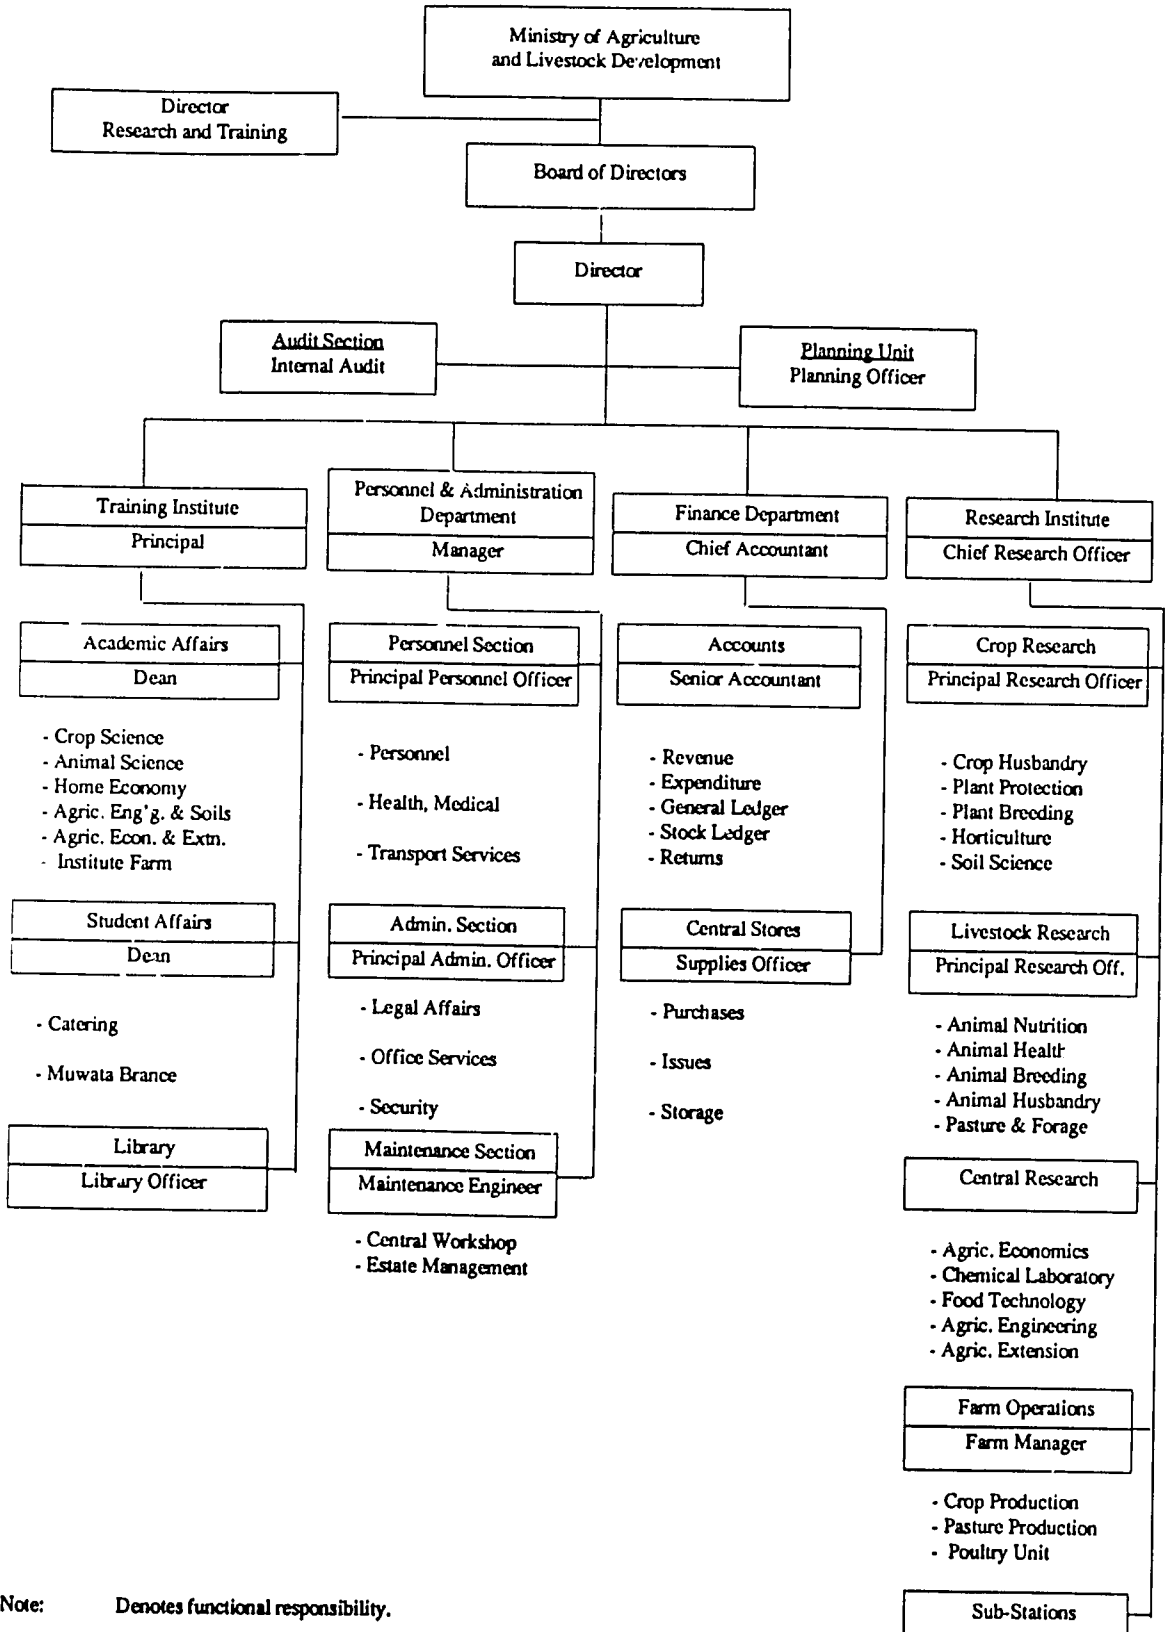 Ministry of Agriculture
and Livestock Development
Director
Research and Training
Board of Directors
Director
Audit Section
Internal Audit
Planning Unit
Planning Officer
Training Institute
Principal
Personnel & Administration
Department
Manager
Finance Department
Chief Accountant
Research Institute
Chief Research Officer
Academic Affairs
Dean
- Crop Science
- Animal Science
- Home Economy
- Agric. Eng'g. & Soils
- Agric. Econ. & Extn.
- Institute Farm
Student Affairs
Dean
- Catering
- Muwata Brance
Library
Library Officer
Personnel Section
Principal Personnel Officer
- Personnel
- Health, Medical
- Transport Services
Admin. Section
Principal Admin. Officer
- Legal Affairs
- Office Services
- Security
Maintenance Section
Maintenance Engineer
- Central Workshop
- Estate Management
Accounts
Senior Accountant
- Revenue
- Expenditure
- General Ledger
- Stock Ledger
- Returns
Central Stores
Supplies Officer
- Purchases
- Issues
- Storage
Crop Research
Principal Research Officer
- Crop Husbandry
- Plant Protection
- Plant Breeding
- Horticulture
- Soil Science
Livestock Research
Principal Research Off.
- Animal Nutrition
- Animal Health
- Animal Breeding
- Animal Husbandry
- Pasture & Forage
Central Research
- Agric. Economics
- Chemical Laboratory
- Food Technology
- Agric. Engineering
- Agric. Extension
Farm Operations
Farm Manager
- Crop Production
- Pasture Production
- Poultry Unit
Sub-Stations
Note: Denotes functional responsibility.